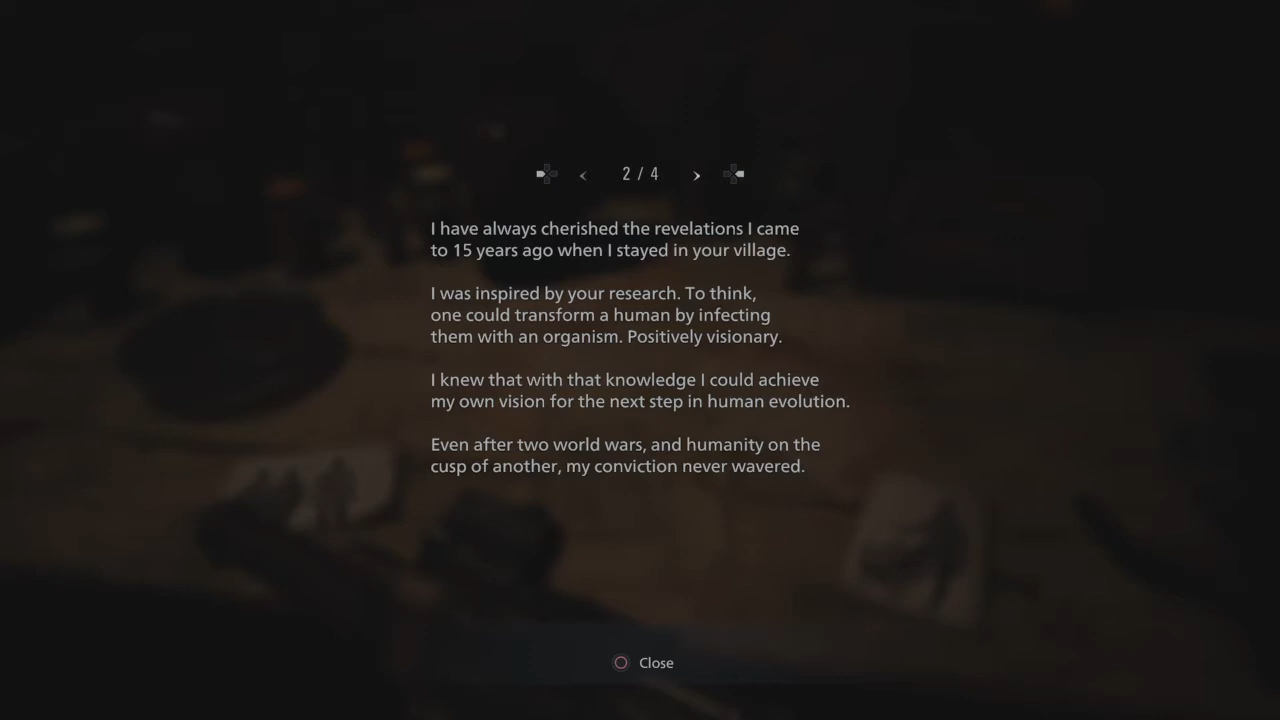 2 / 4
I have always cherished the revelations I came
to 15 years ago when I stayed in your village.
I was inspired by your research. To think,
one could transform a human by infecting
them with an organism. Positively visionary.
I knew that with that knowledge I could achieve
my own vision for the next step in human evolution.
Even after two world wars, and humanity on the
cusp of another, my conviction never wavered.
Close